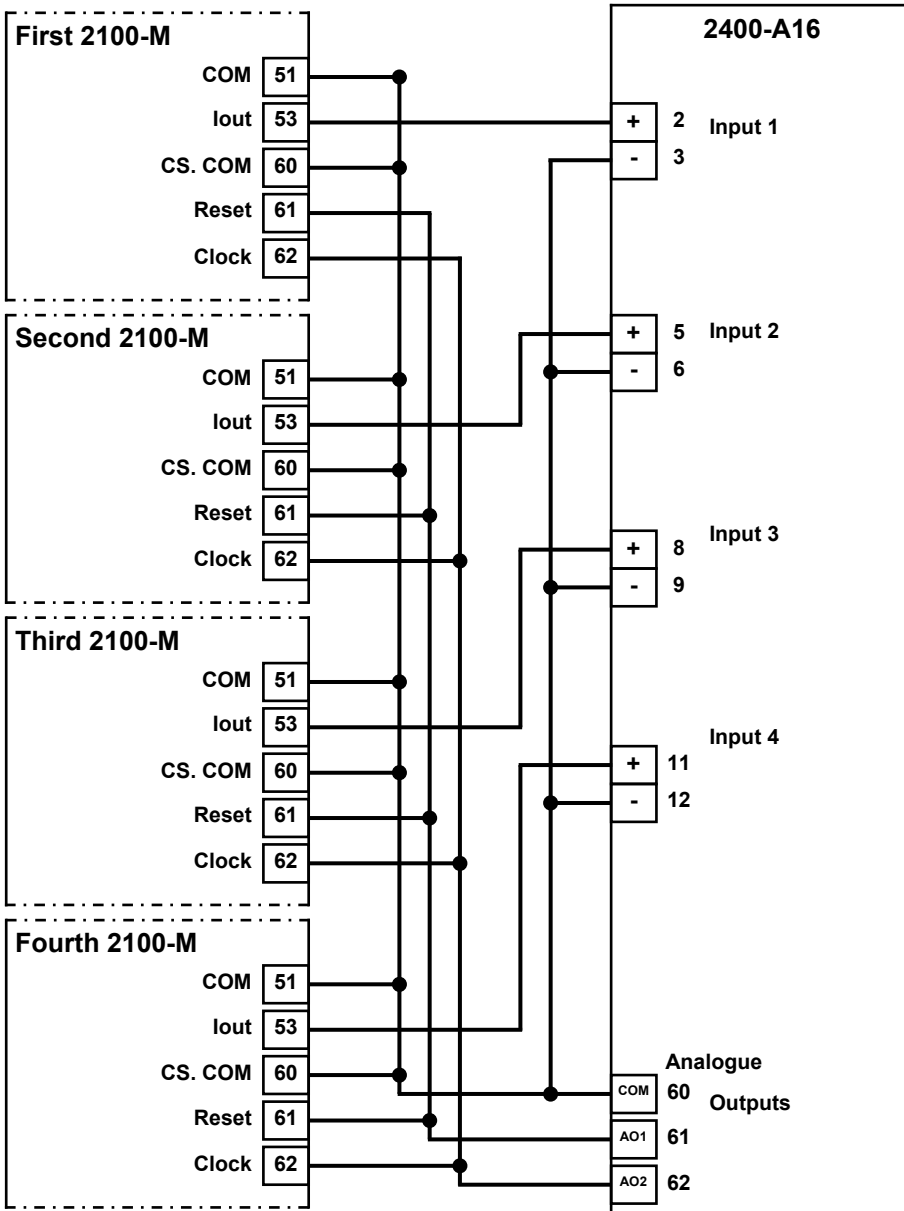 First 2100-M
COM 51
Iout 53
CS. COM 60
Reset 61
Clock 62
Second 2100-M
COM 51
Iout 53
CS. COM 60
Reset 61
Clock 62
Third 2100-M
COM 51
Iout 53
CS. COM 60
Reset 61
Clock 62
Fourth 2100-M
COM 51
Iout 53
CS. COM 60
Reset 61
Clock 62
2400-A16
+ 2 Input 1
- 3
+ 5 Input 2
- 6
+ 8 Input 3
- 9
+ 11 Input 4
- 12
Analogue
Outputs
COM 60
AO1 61
AO2 62